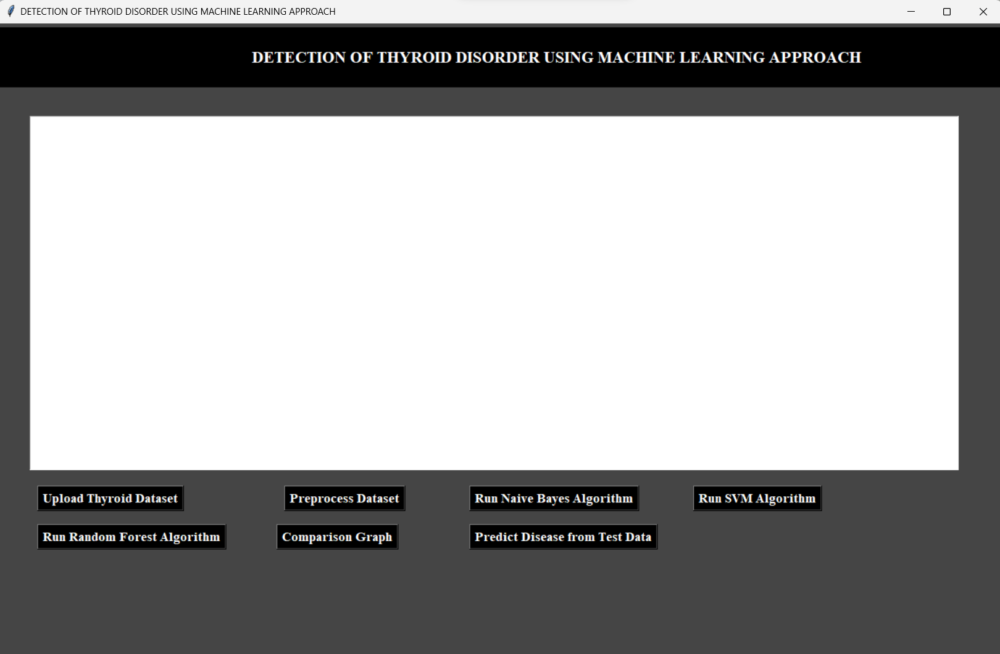 DETECTION OF THYROID DISORDER USING MACHINE LEARNING APPROACH
DETECTION OF THYROID DISORDER USING MACHINE LEARNING APPROACH
Upload Thyroid Dataset
Preprocess Dataset
Run Naive Bayes Algorithm
Run SVM Algorithm
Run Random Forest Algorithm
Comparison Graph
Predict Disease from Test Data